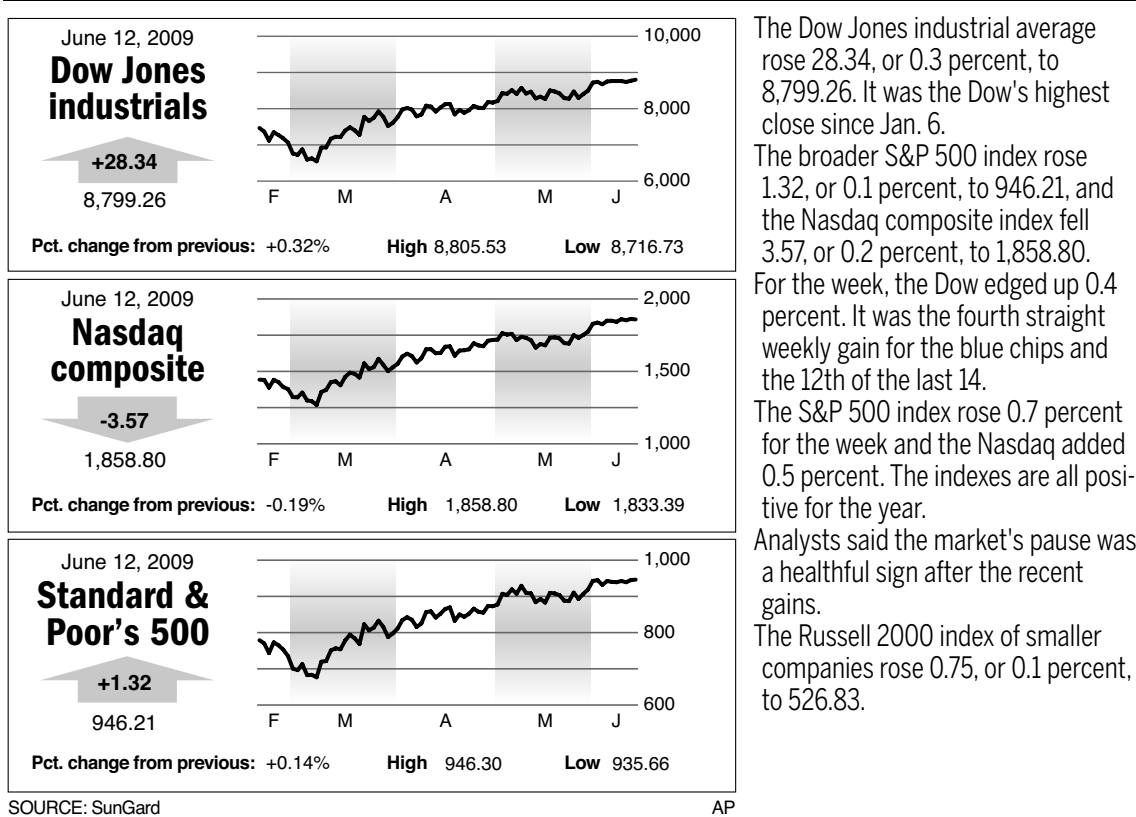 June 12, 2009
Dow Jones
industrials
+28.34
8,799.26
10,000
8,000
6,000
F M A M J
Pct. change from previous: +0.32% High 8,805.53 Low 8,716.73
June 12, 2009
Nasdaq
composite
-3.57
1,858.80
2,000
1,500
1,000
F M A M J
Pct. change from previous: -0.19% High 1,858.80 Low 1,833.39
June 12, 2009
Standard &
Poor's 500
+1.32
946.21
1,000
800
600
F M A M J
Pct. change from previous: +0.14% High 946.30 Low 935.66
SOURCE: SunGard AP
The Dow Jones industrial average
rose 28.34, or 0.3 percent, to
8,799.26. It was the Dow's highest
close since Jan. 6.
The broader S&P 500 index rose
1.32, or 0.1 percent, to 946.21, and
the Nasdaq composite index fell
3.57, or 0.2 percent, to 1,858.80.
For the week, the Dow edged up 0.4
percent. It was the fourth straight
weekly gain for the blue chips and
the 12th of the last 14.
The S&P 500 index rose 0.7 percent
for the week and the Nasdaq added
0.5 percent. The indexes are all posi-
tive for the year.
Analysts said the market's pause was
a healthful sign after the recent
gains.
The Russell 2000 index of smaller
companies rose 0.75, or 0.1 percent,
to 526.83.